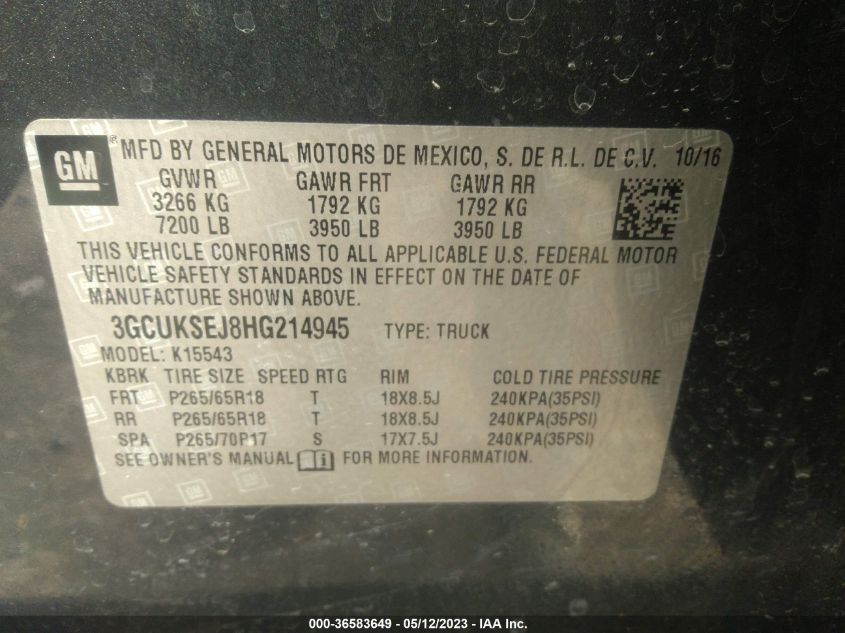 GM ® MFD BY GENERAL MOTORS DE MEXICO, S. DE R.L. DE C.V. 10/16
GVWR GAWR FRT GAWR RR
3266 KG 1792 KG 1792 KG
7200 LB 3950 LB 3950 LB
THIS VEHICLE CONFORMS TO ALL APPLICABLE U.S. FEDERAL MOTOR
VEHICLE SAFETY STANDARDS IN EFFECT ON THE DATE OF
MANUFACTURE SHOWN ABOVE.
3GCUKSEJ8HG214945 TYPE: TRUCK
MODEL: K15543
KBRK TIRE SIZE SPEED RTG RIM COLD TIRE PRESSURE
FRT P265/65R18 T 18X8.5J 240KPA(35PSI)
RR P265/65R18 T 18X8.5J 240KPA(35PSI)
SPA P265/70R17 S 17X7.5J 240KPA(35PSI)
SEE OWNER'S MANUAL FOR MORE INFORMATION.
000-36583649 - 05/12/2023 - IAA Inc.